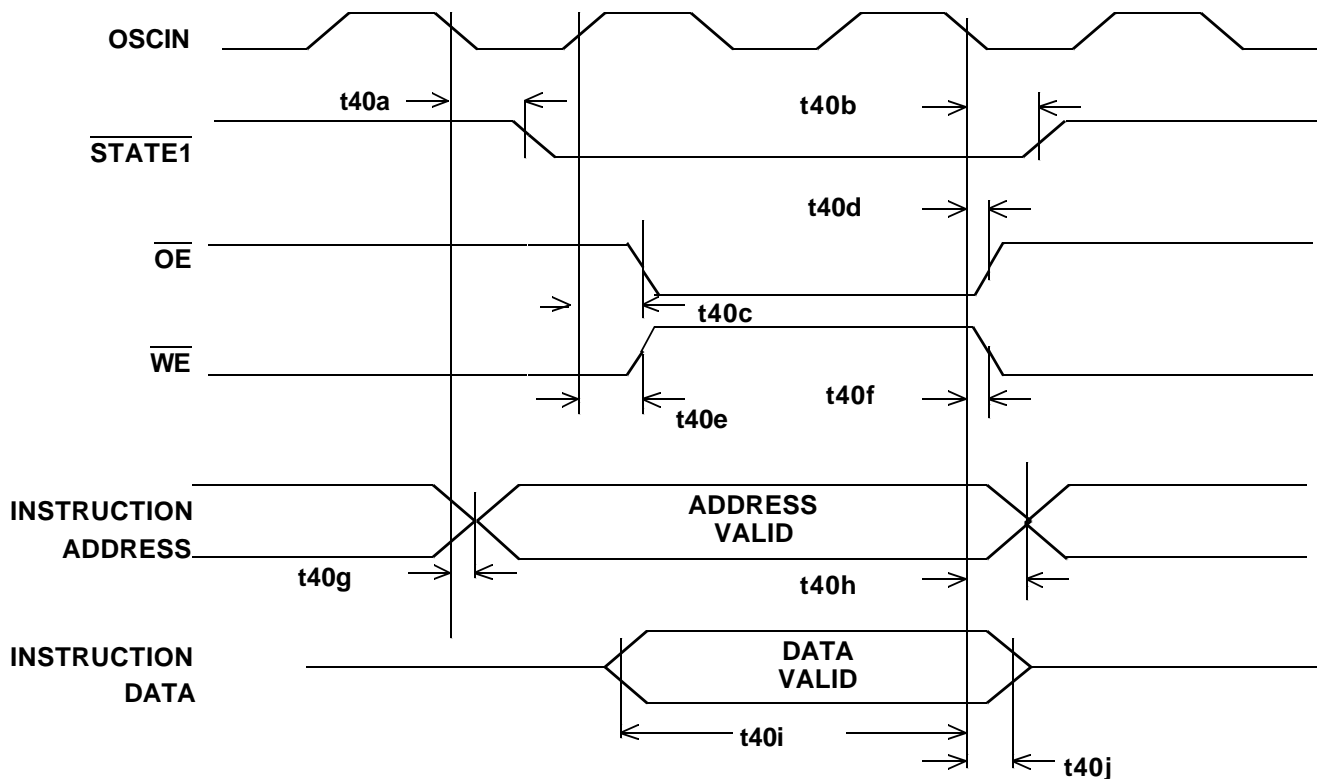 OSCIN
t40a
t40b
STATE1
t40d
OE
t40c
WE
t40e
t40f
INSTRUCTION
ADDRESS
ADDRESS
VALID
t40g
t40h
INSTRUCTION
DATA
DATA
VALID
t40i
t40j